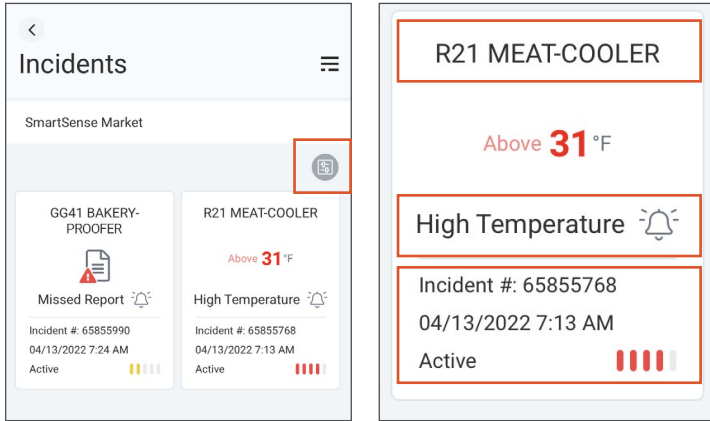 Incidents
SmartSense Market
GG41 BAKERY-
PROOFER
Missed Report
Incident #: 65855990
04/13/2022 7:24 AM
Active
R21 MEAT-COOLER
Above 31 °F
High Temperature
Incident #: 65855768
04/13/2022 7:13 AM
Active
R21 MEAT-COOLER
Above 31 °F
High Temperature
Incident #: 65855768
04/13/2022 7:13 AM
Active